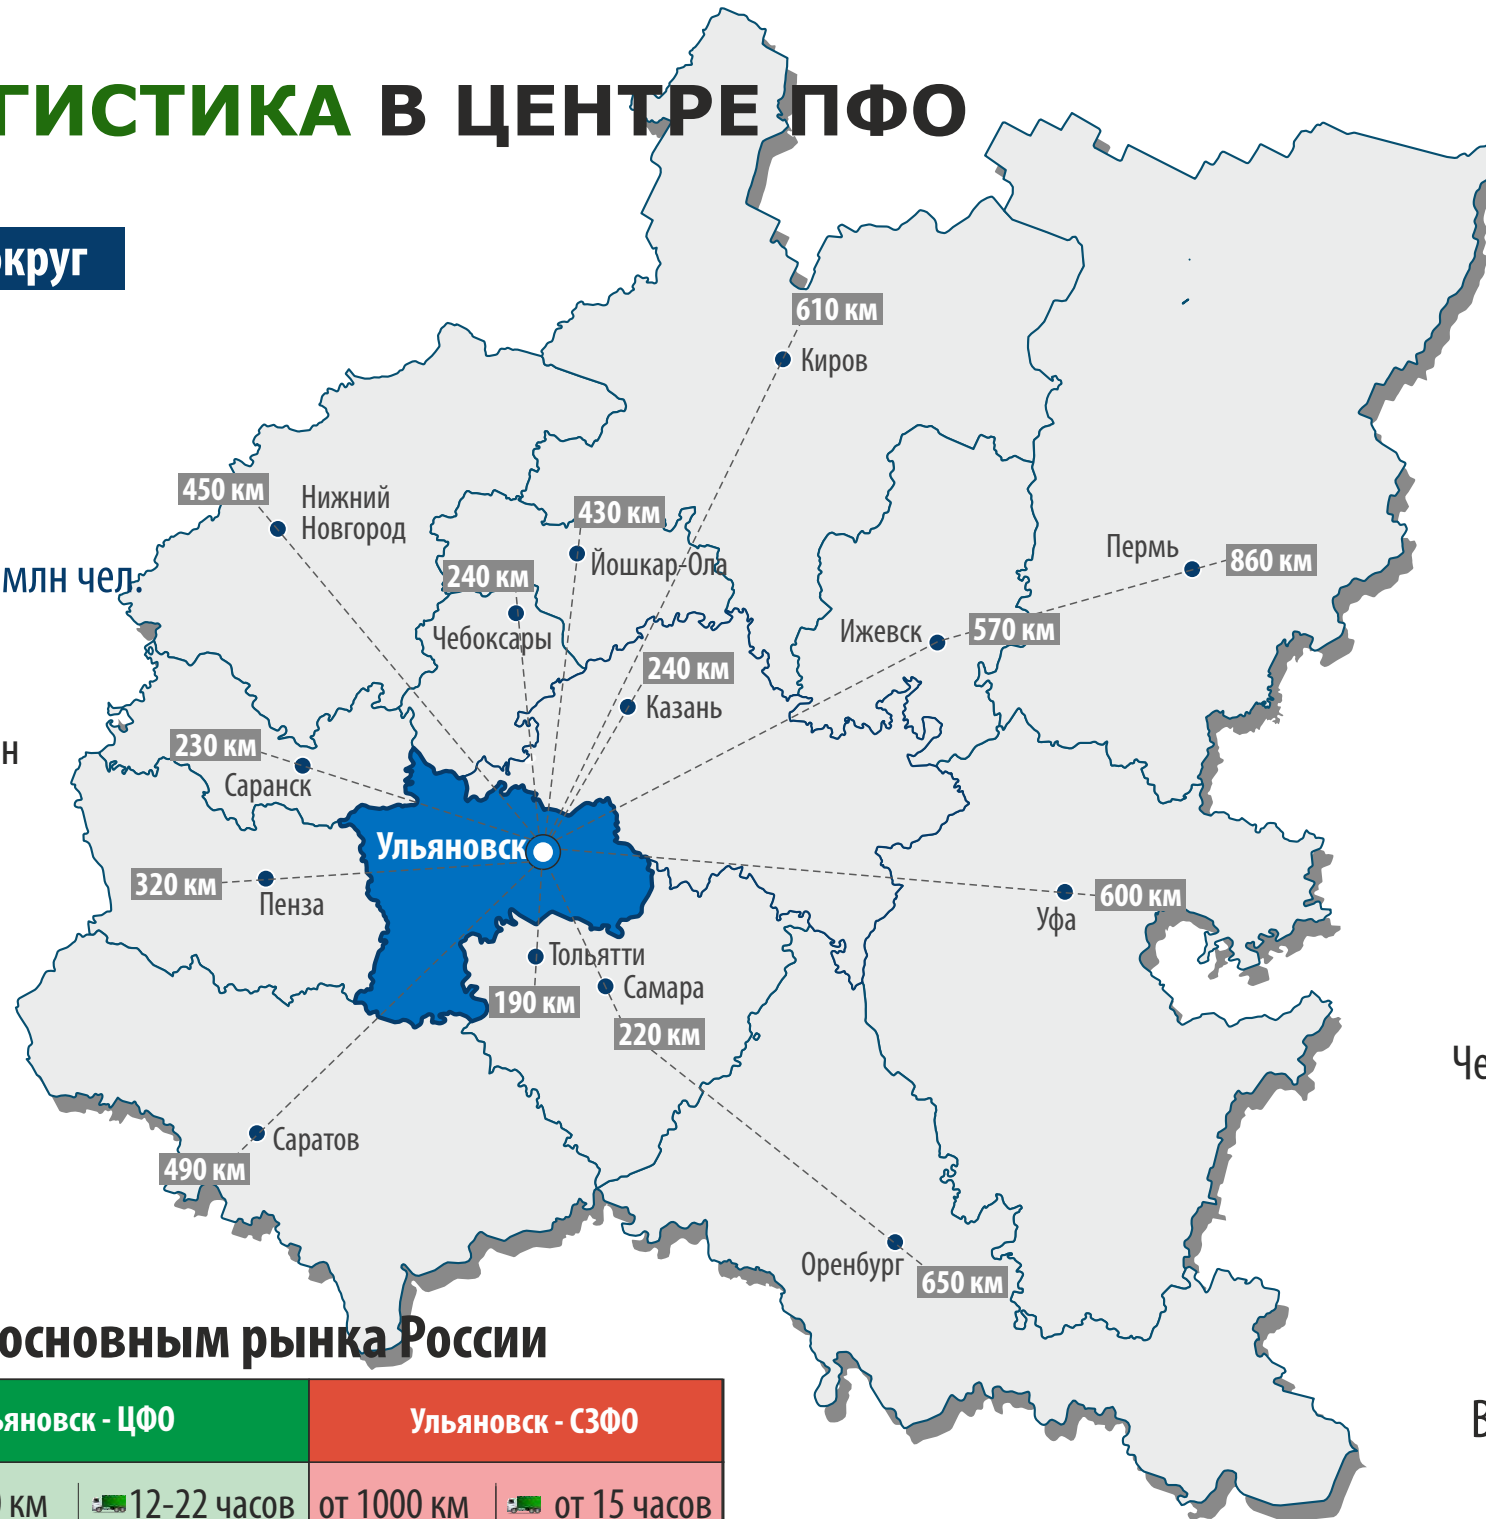 ГИСТИКА В ЦЕНТРЕ ПФО
округ
610 км
Киров
450 км
Нижний
Новгород
430 км
Йошкар-Ола
240 км
Чебоксары
млн чел.
Пермь
860 км
Ижевск
570 км
240 км
Казань
н
230 км
Саранск
Ульяновск
320 км
Пенза
600 км
Уфа
Тольятти
190 км
Самара
220 км
Че
Саратов
490 км
Оренбург
650 км
основным рынка России
ьяновск - ЦФО
Ульяновск - СЗФО
В
км
12-22 часов
от 1000 км
от 15 часов